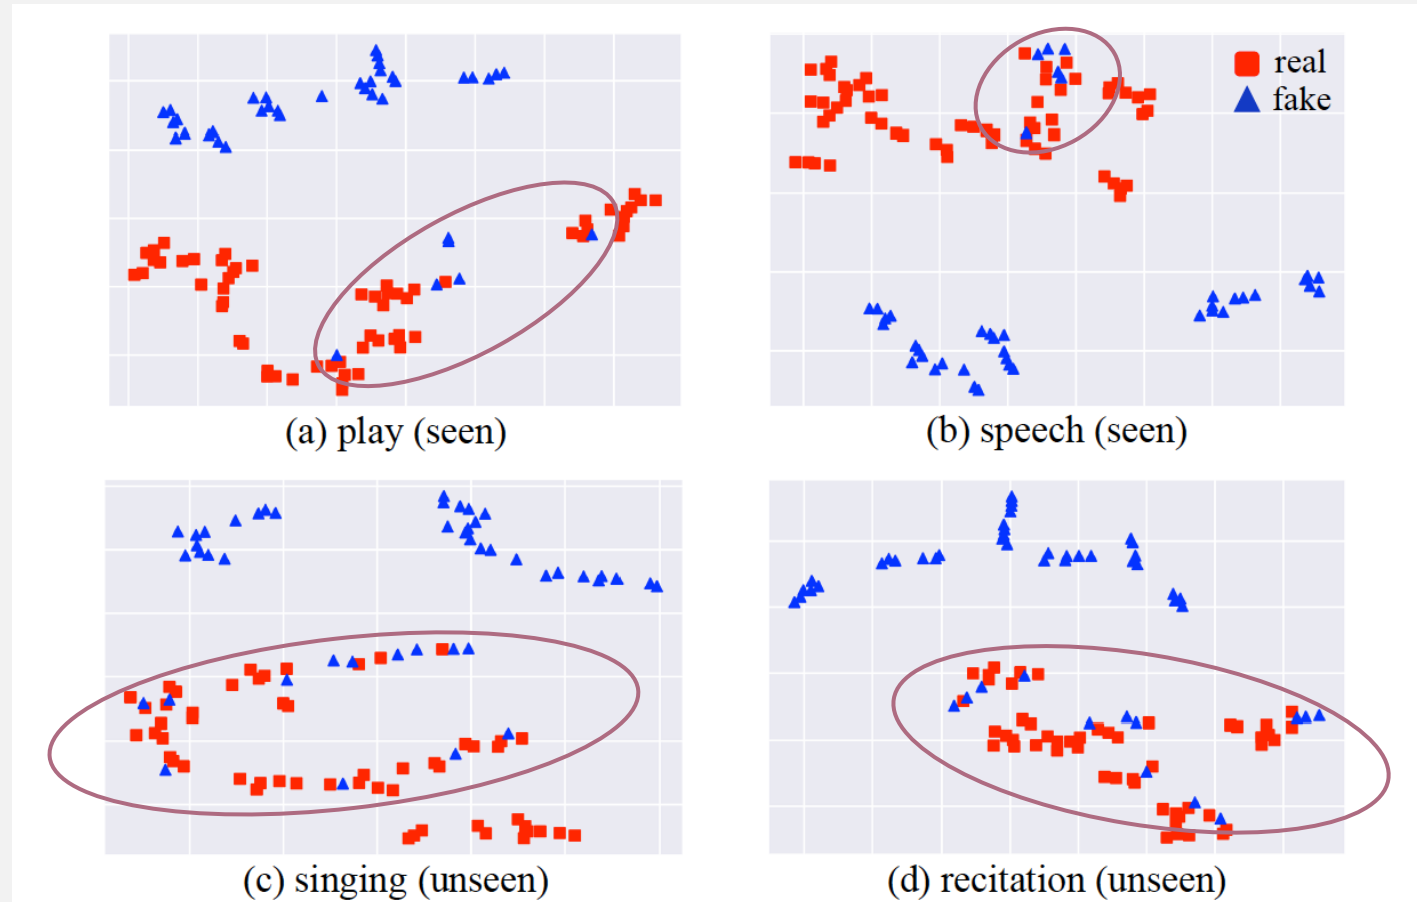 real
fake
(a) play (seen)
(b) speech (seen)
(c) singing (unseen)
(d) recitation (unseen)